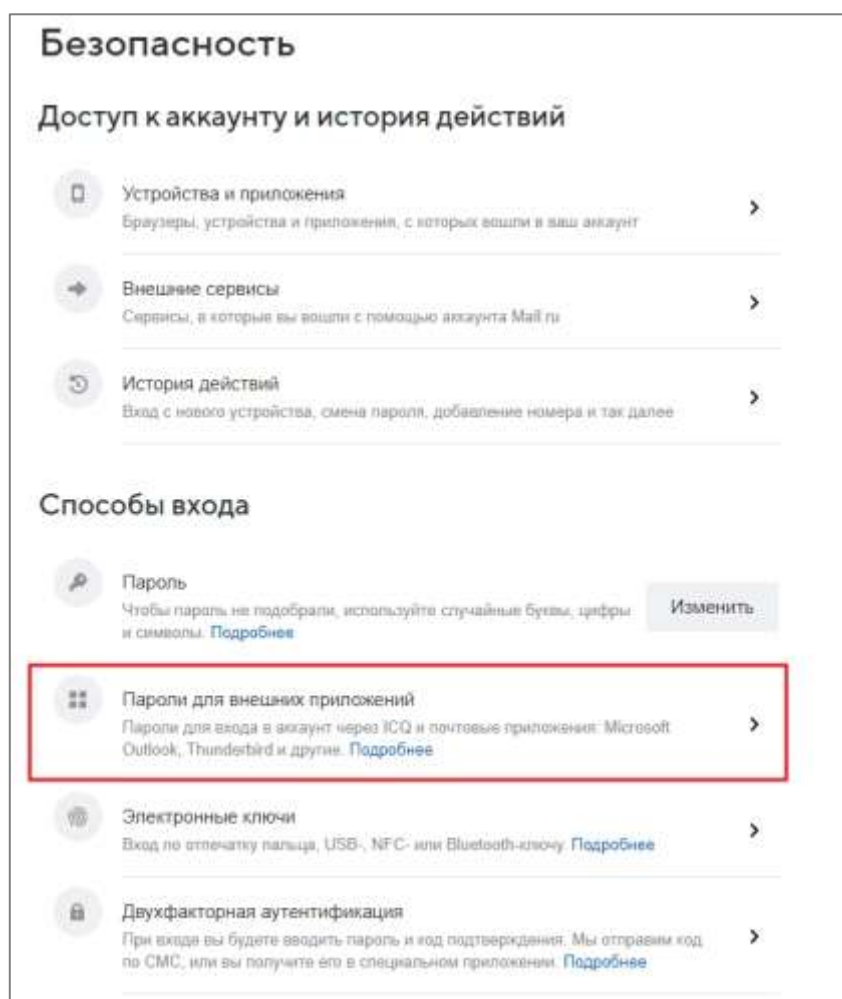 Безопасность
Доступ к аккаунту и история действий
Устройства и приложения
Браузеры, устройства и приложения, с которых вошли в ваш аккаунт
Внешние сервисы
Сервисы, в которые вы вошли с помощью аккаунта Mail.ru
История действий
Вход с нового устройства, смена пароля, добавление номера и так далее
Способы входа
Пароль
Чтобы пароль не подобрали, используйте случайные буквы, цифры
и символы. Подробнее
Изменить
Пароли для внешних приложений
Пароли для входа в аккаунт через ICQ и почтовые приложения: Microsoft
Outlook, Thunderbird и другие. Подробнее
Электронные ключи
Вход по отпечатку пальца, USB-, NFC- или Bluetooth-ключу. Подробнее
Двухфакторная аутентификация
При входе вы будете вводить пароль и код подтверждения. Мы отправим код
по СМС, или вы получите его в специальном приложении. Подробнее